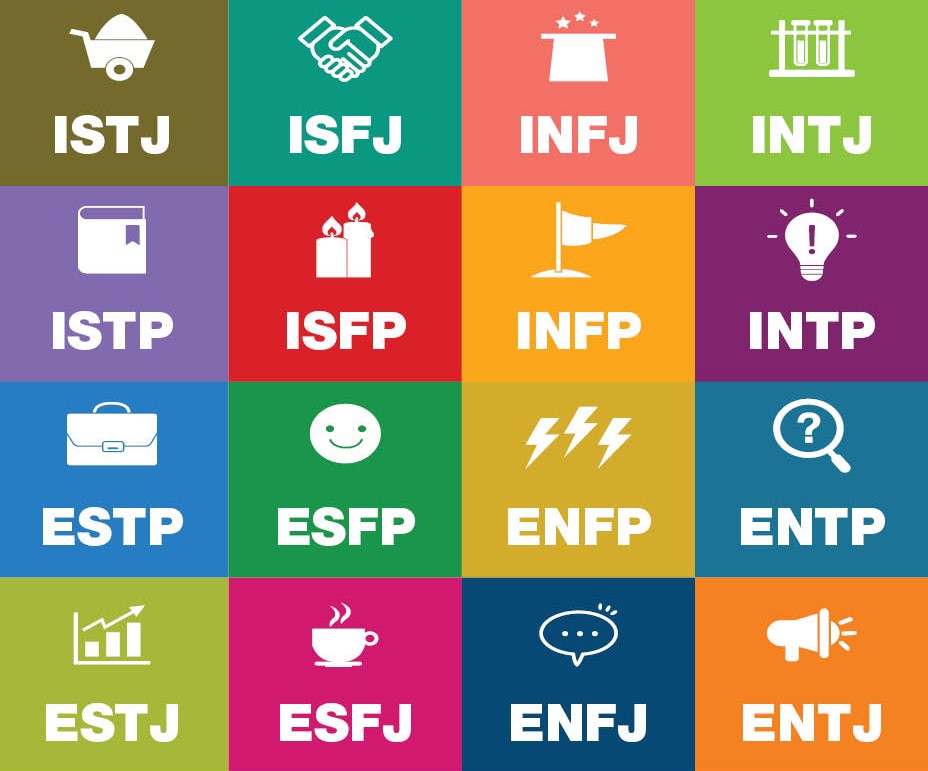 ISTJ ISFJ INFJ INTJ
!
ISTP ISFP INFP INTP
?
ESTP ESFP ENFP ENTP
ESTJ ESFJ ENFJ ENTJ